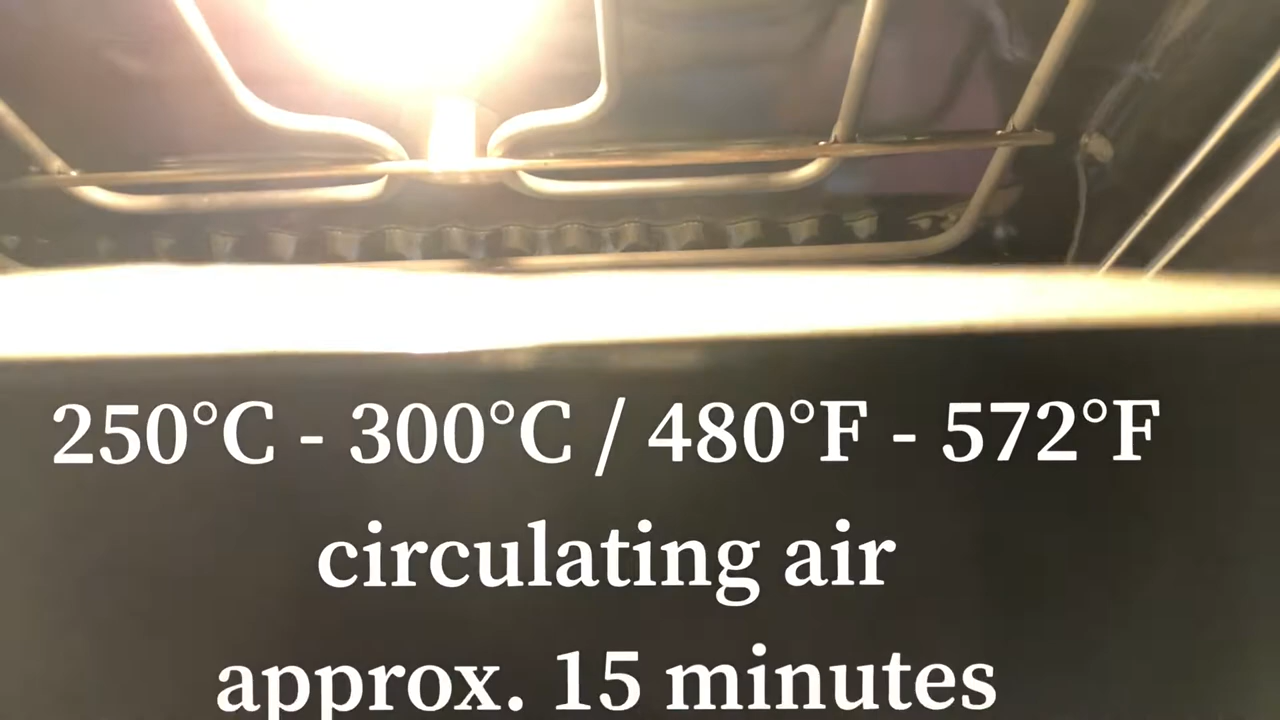 250°C - 300°C / 480°F - 572°F
circulating air
approx. 15 minutes